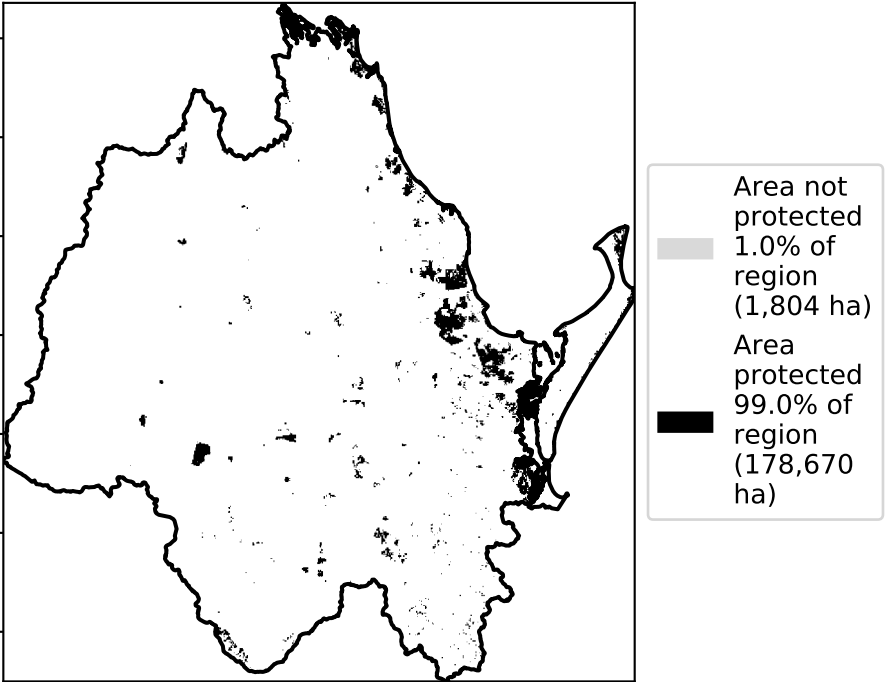 Area not
protected
1.0% of
region
(1,804 ha)
Area
protected
99.0% of
region
(178,670
ha)